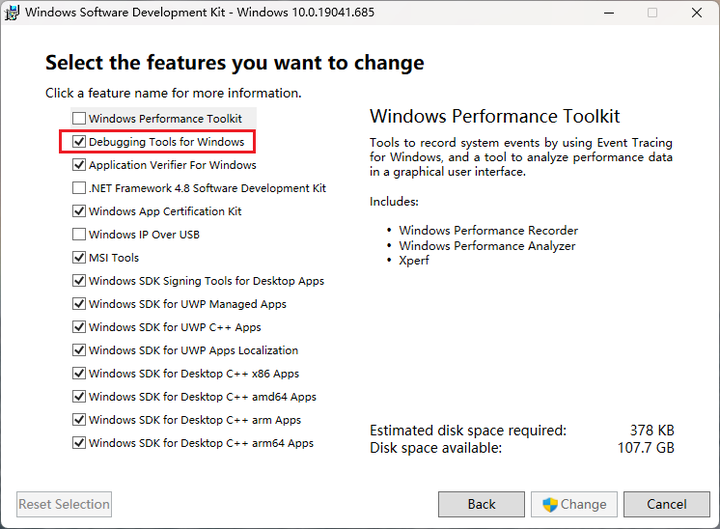 Windows Software Development Kit - Windows 10.0.19041.685
Select the features you want to change
Click a feature name for more information.
Windows Performance Toolkit
Debugging Tools for Windows
Application Verifier For Windows
.NET Framework 4.8 Software Development Kit
Windows App Certification Kit
Windows IP Over USB
MSI Tools
Windows SDK Signing Tools for Desktop Apps
Windows SDK for UWP Managed Apps
Windows SDK for UWP C++ Apps
Windows SDK for UWP Apps Localization
Windows SDK for Desktop C++ x86 Apps
Windows SDK for Desktop C++ amd64 Apps
Windows SDK for Desktop C++ arm Apps
Windows SDK for Desktop C++ arm64 Apps
Windows Performance Toolkit
Tools to record system events by using Event Tracing
for Windows, and a tool to analyze performance data
in a graphical user interface.
Includes:
• Windows Performance Recorder
• Windows Performance Analyzer
• Xperf
Estimated disk space required: 378 KB
Disk space available: 107.7 GB
Reset Selection
Back
Change
Cancel